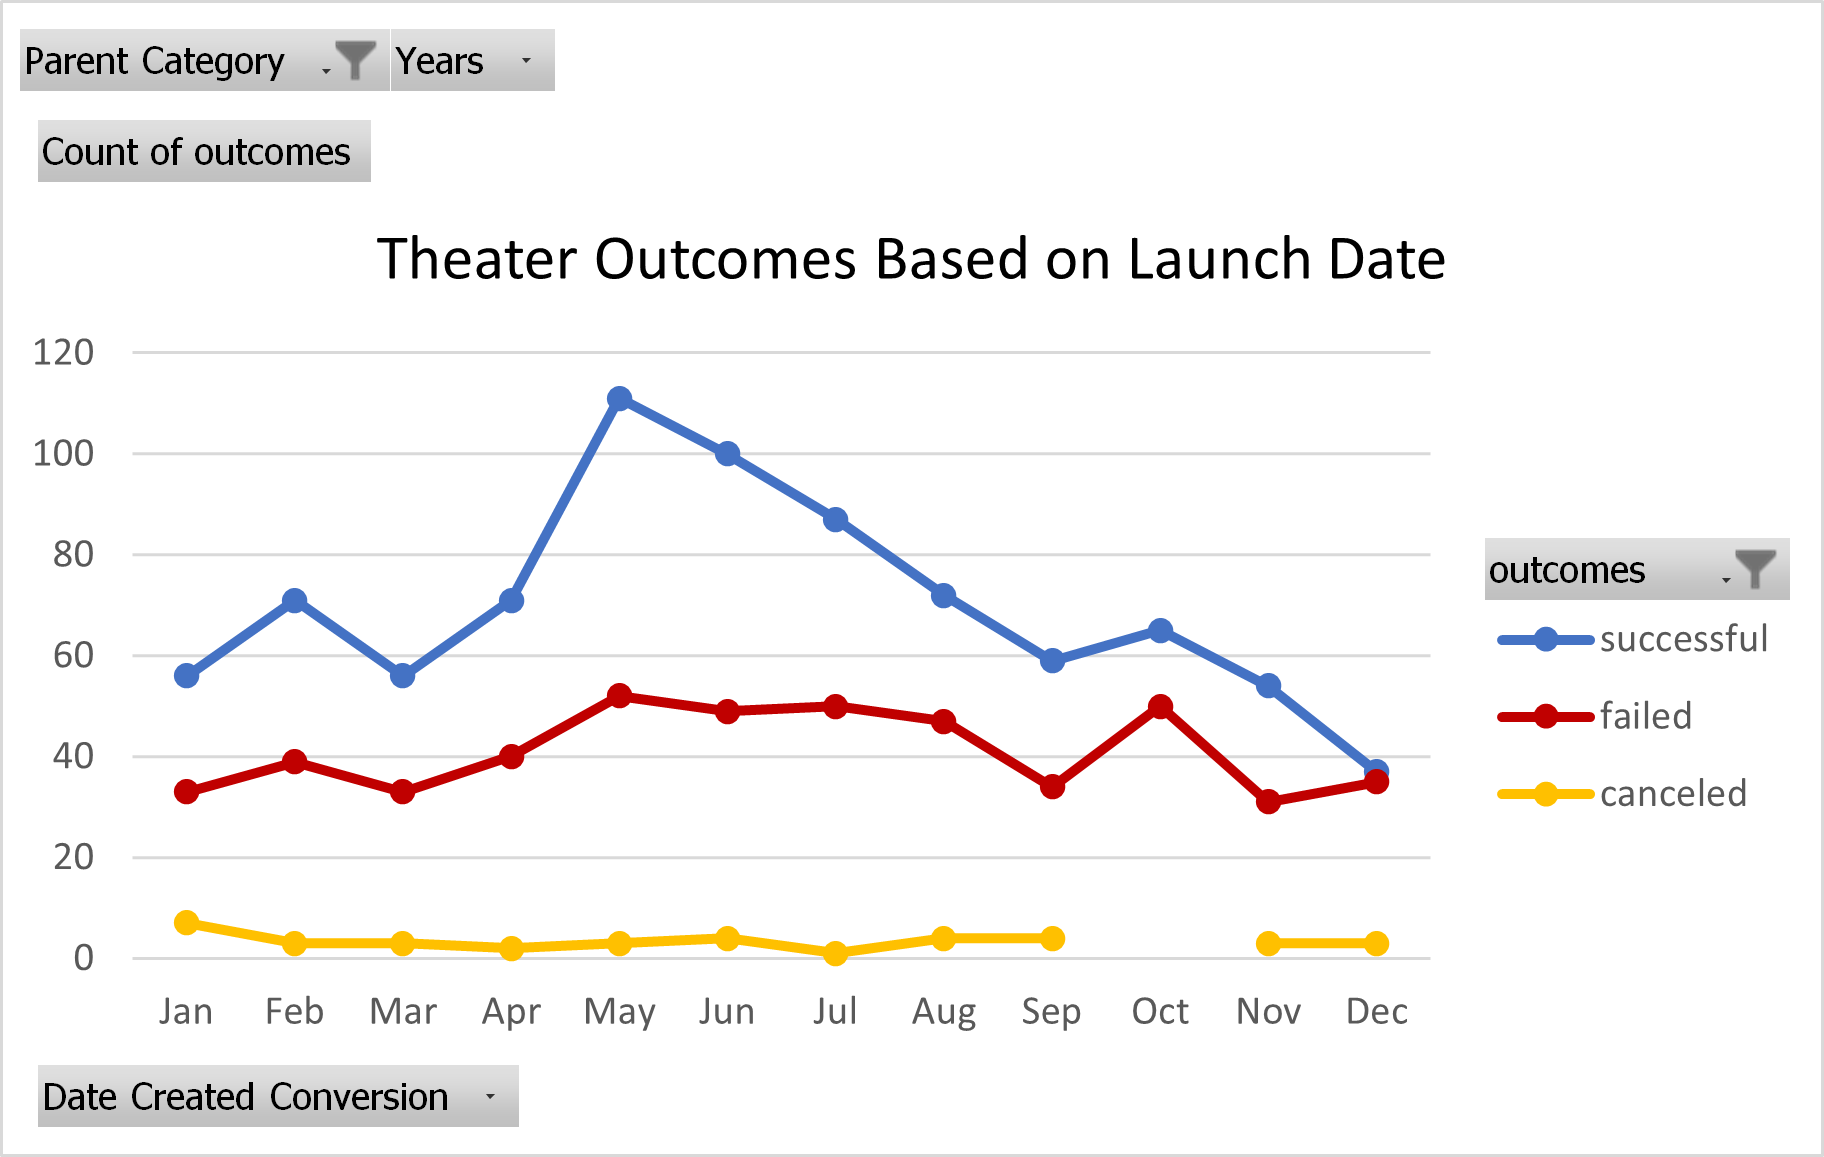 Parent Category Years
Count of outcomes
Theater Outcomes Based on Launch Date
120
100
80
60
40
20
0
Jan Feb Mar Apr May Jun Jul Aug Sep Oct Nov Dec
outcomes
successful
failed
canceled
Date Created Conversion